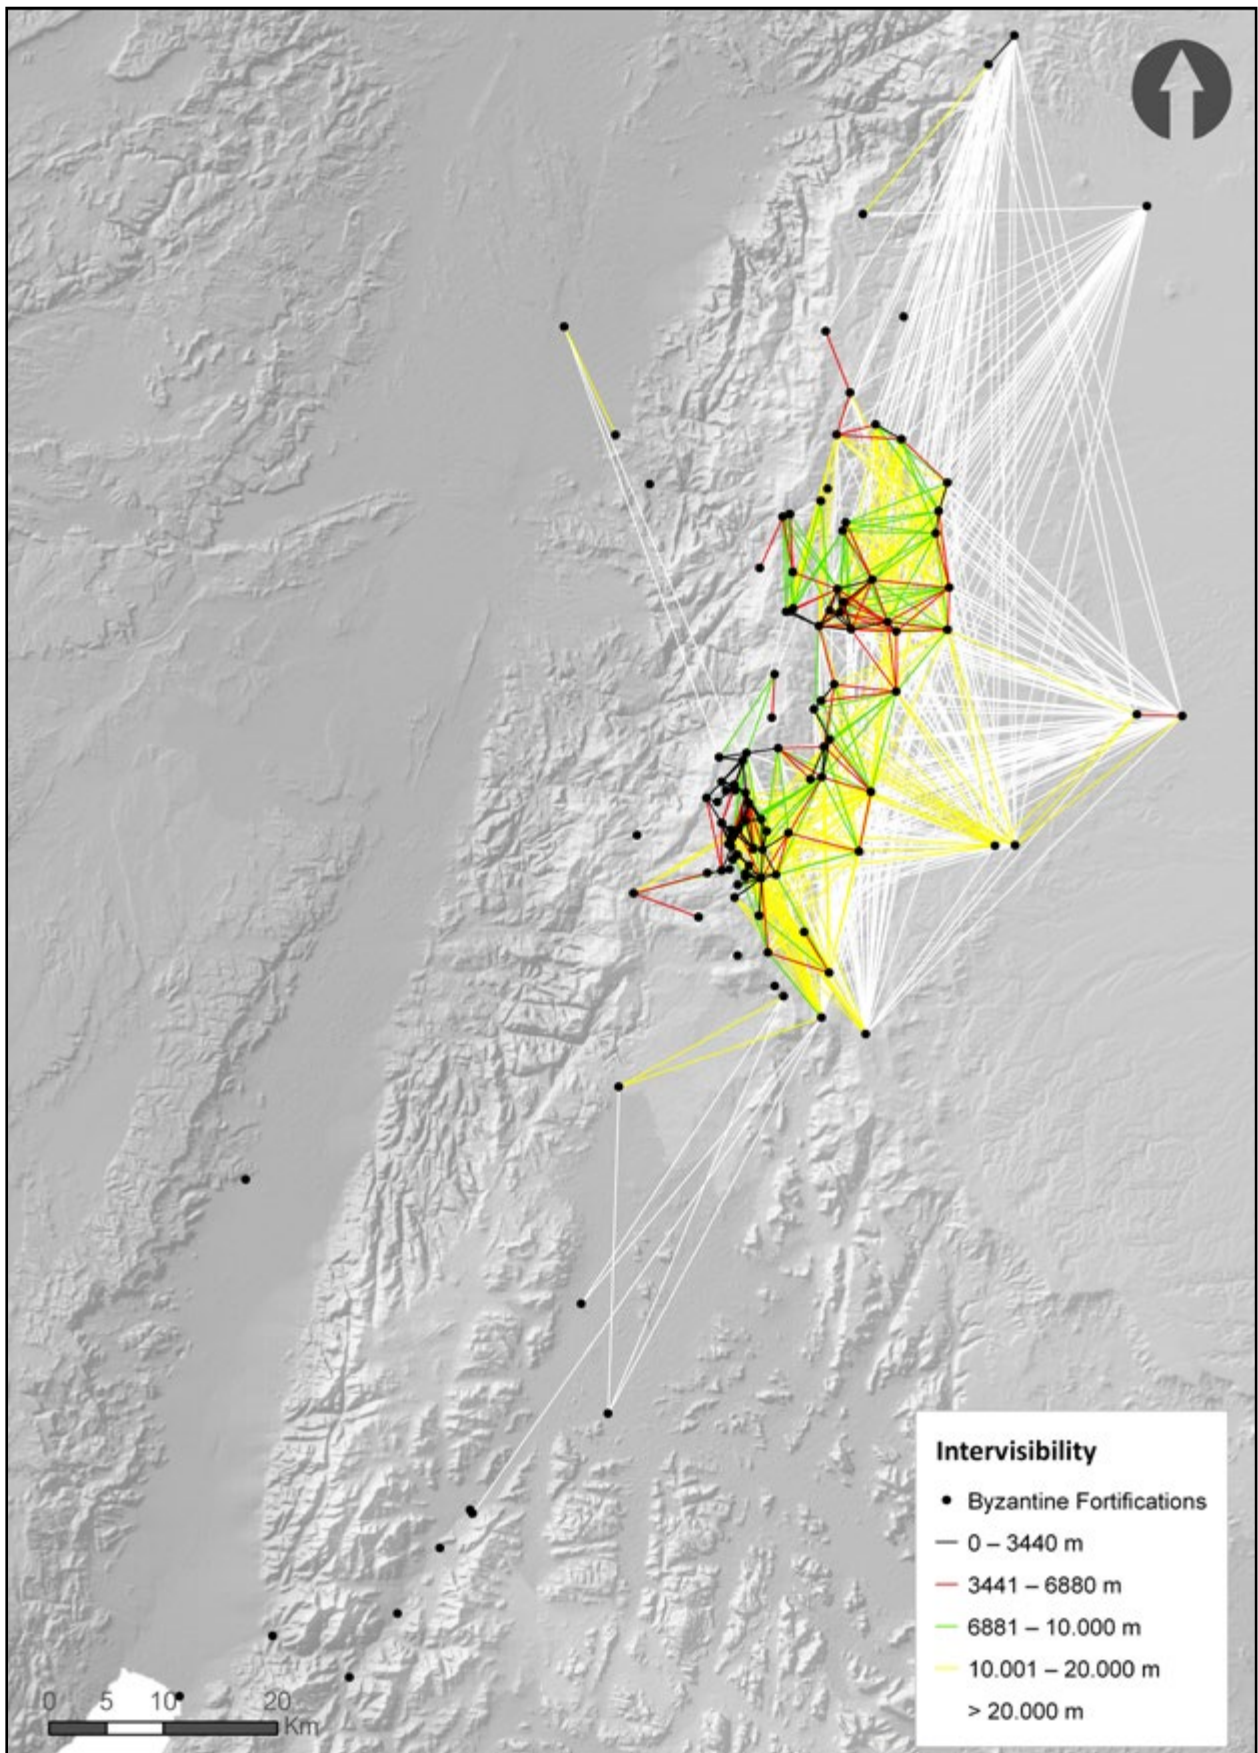 Intervisibility
Byzantine Fortifications
0 – 3440 m
3441 – 6880 m
6881 – 10.000 m
10.001 – 20.000 m
> 20.000 m
0 5 10 20
Km